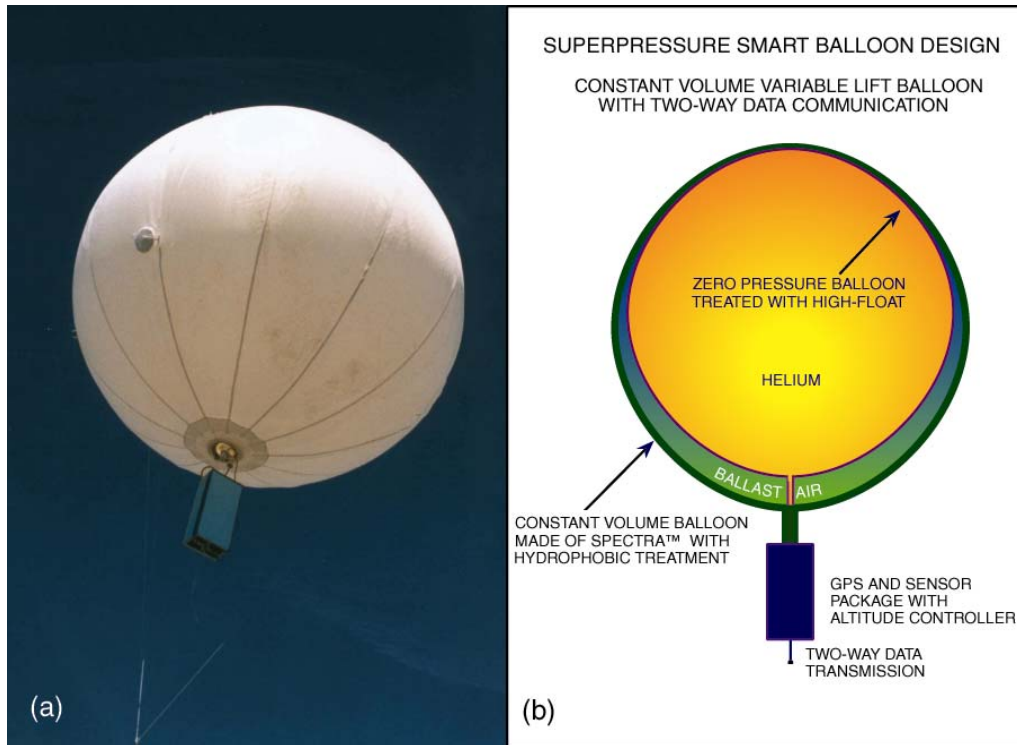 (a)
SUPERPRESSURE SMART BALLOON DESIGN
CONSTANT VOLUME VARIABLE LIFT BALLOON
WITH TWO-WAY DATA COMMUNICATION
ZERO PRESSURE BALLOON
TREATED WITH HIGH-FLOAT
HELIUM
BALLAST AIR
CONSTANT VOLUME BALLOON
MADE OF SPECTRA™ WITH
HYDROPHOBIC TREATMENT
GPS AND SENSOR
PACKAGE WITH
ALTITUDE CONTROLLER
TWO-WAY DATA
TRANSMISSION
(b)